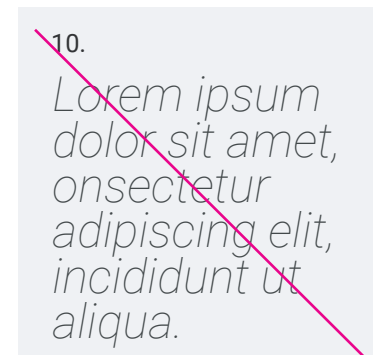 10.
Lorem ipsum
dolor sit amet,
onsectetur
adipiscing elit,
incididunt ut
aliqua.